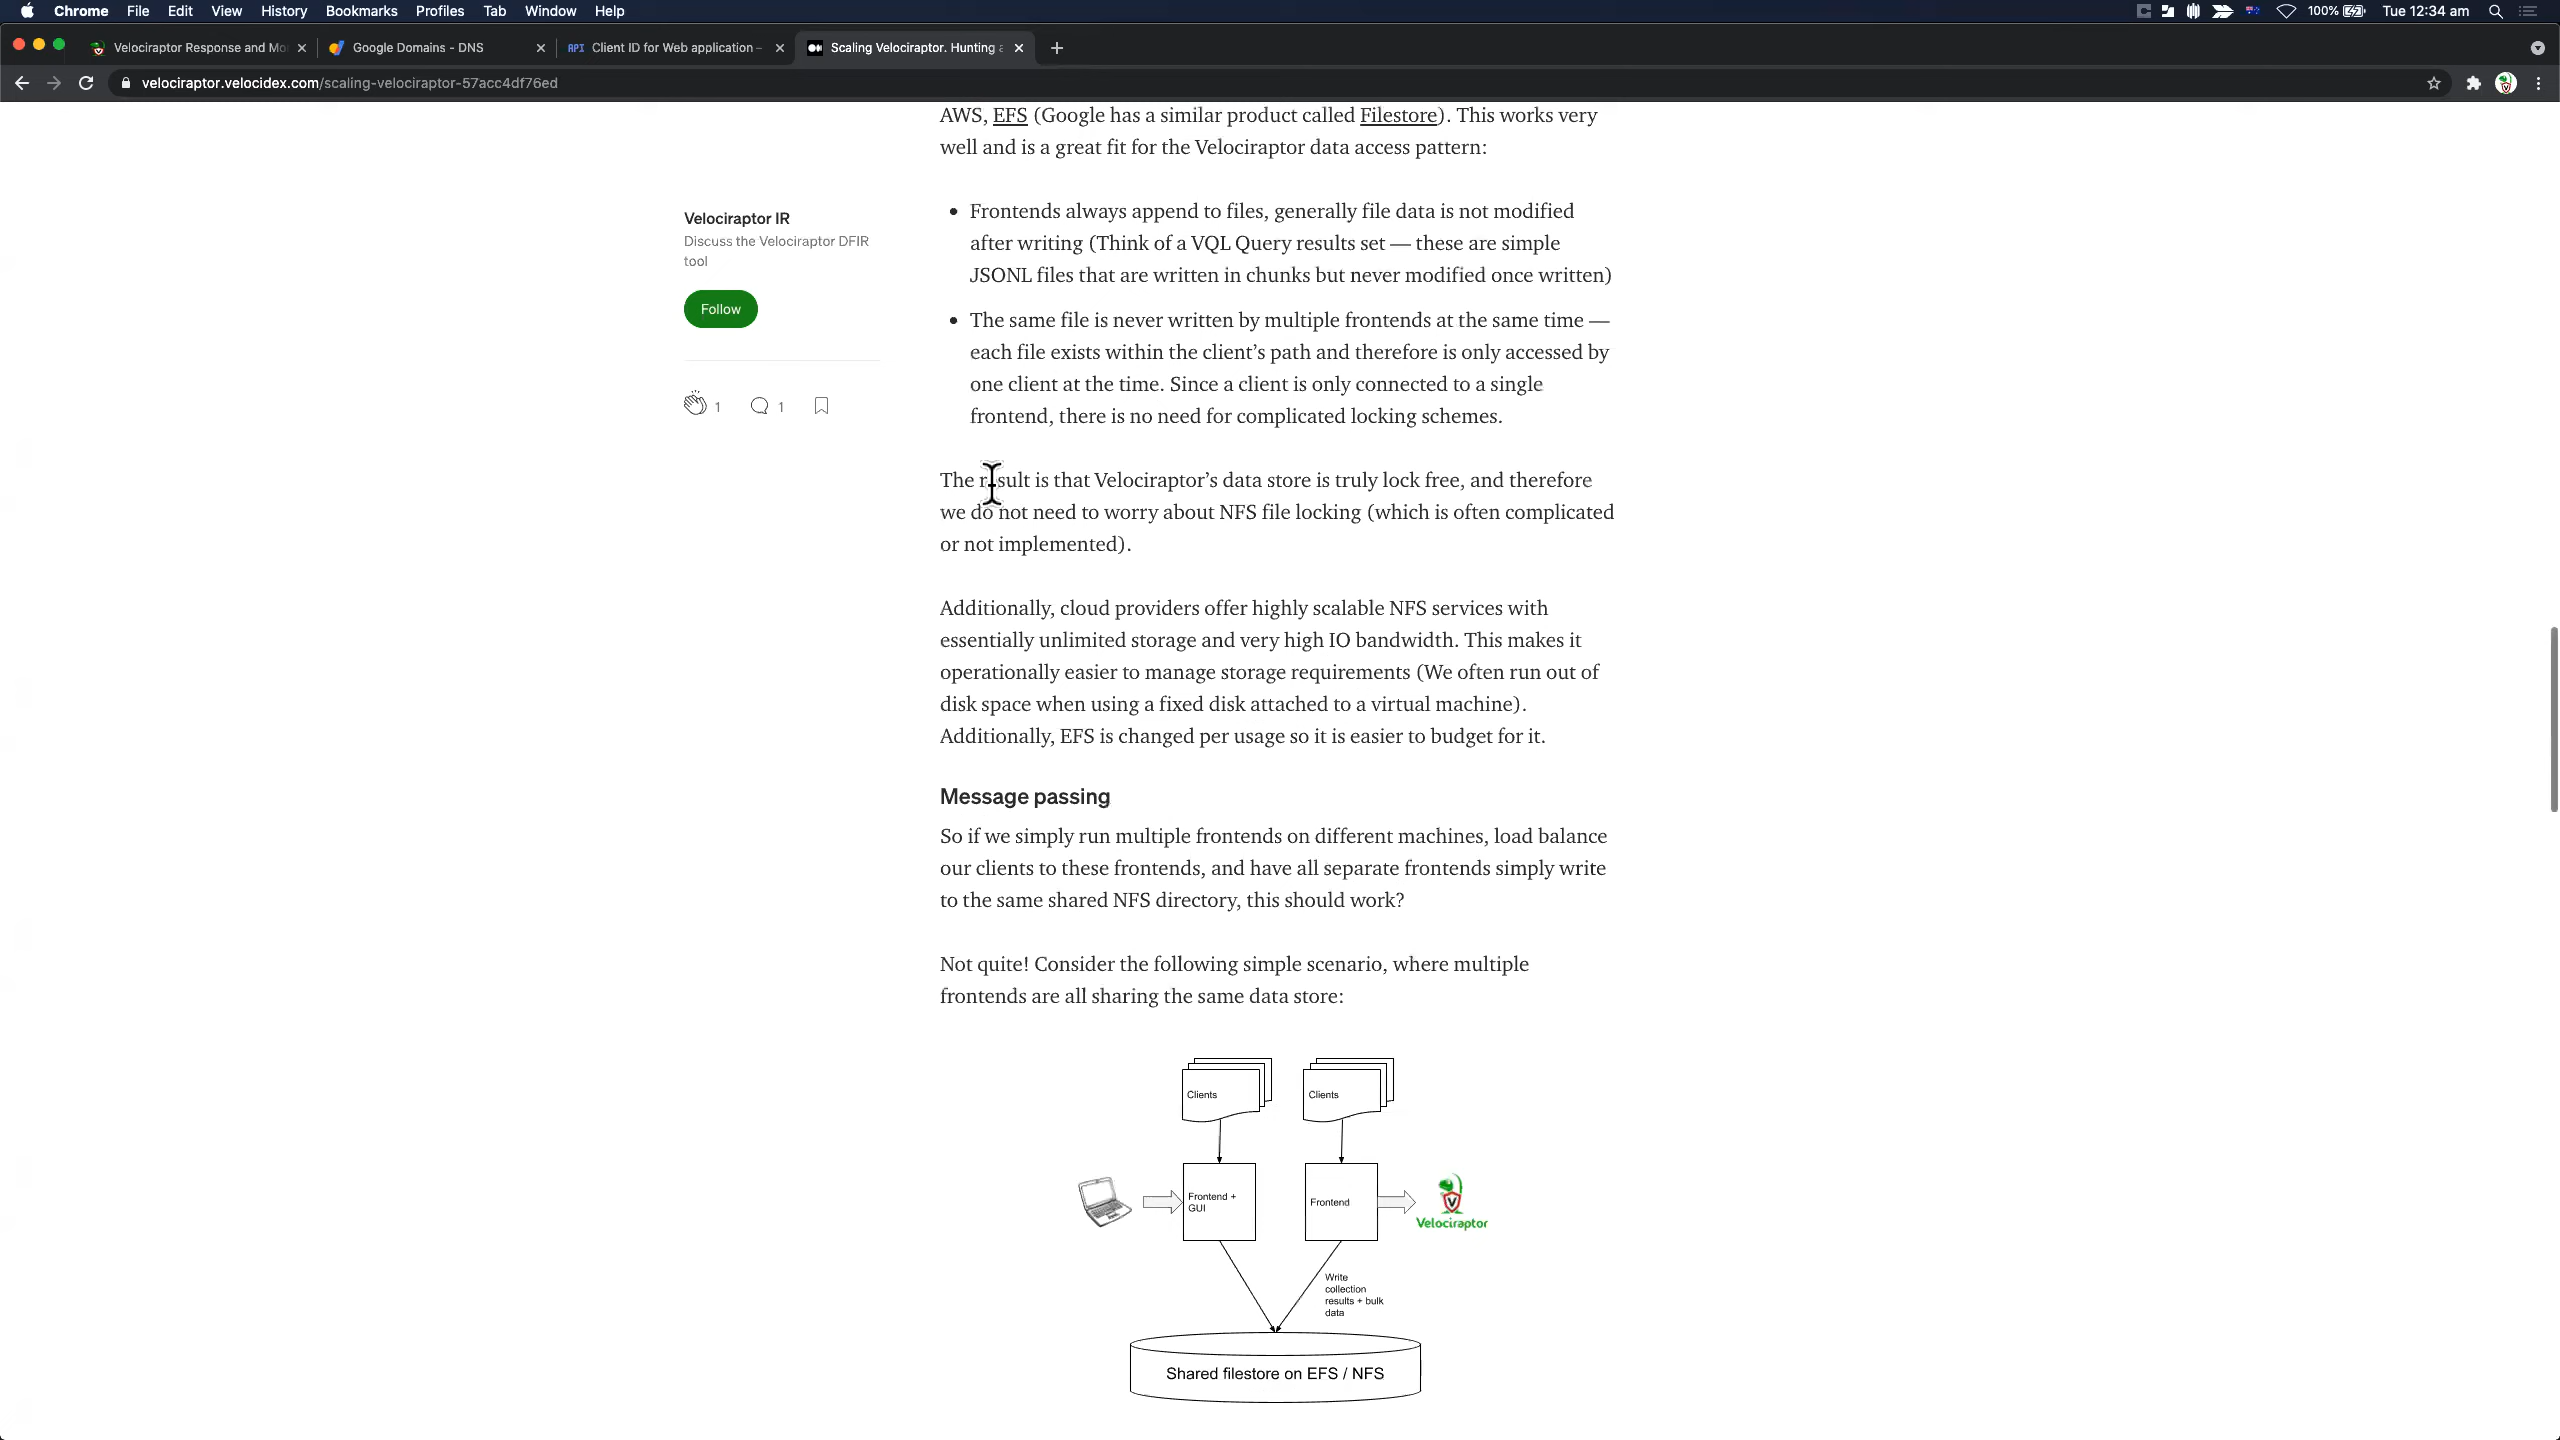 Chrome File Edit View History Bookmarks Profiles Tab Window Help
100% Tue 12:34 am
Velociraptor Response and Mo
Google Domains - DNS
API Client ID for Web application –
Scaling Velociraptor. Hunting a
velociraptor.velocidex.com/scaling-velociraptor-57acc4df76ed
Velociraptor IR
Discuss the Velociraptor DFIR
tool
Follow
1 1
AWS, EFS (Google has a similar product called Filestore). This works very
well and is a great fit for the Velociraptor data access pattern:
• Frontends always append to files, generally file data is not modified
after writing (Think of a VQL Query results set — these are simple
JSONL files that are written in chunks but never modified once written)
• The same file is never written by multiple frontends at the same time —
each file exists within the client’s path and therefore is only accessed by
one client at the time. Since a client is only connected to a single
frontend, there is no need for complicated locking schemes.
The result is that Velociraptor’s data store is truly lock free, and therefore
we do not need to worry about NFS file locking (which is often complicated
or not implemented).
Additionally, cloud providers offer highly scalable NFS services with
essentially unlimited storage and very high IO bandwidth. This makes it
operationally easier to manage storage requirements (We often run out of
disk space when using a fixed disk attached to a virtual machine).
Additionally, EFS is changed per usage so it is easier to budget for it.
Message passing
So if we simply run multiple frontends on different machines, load balance
our clients to these frontends, and have all separate frontends simply write
to the same shared NFS directory, this should work?
Not quite! Consider the following simple scenario, where multiple
frontends are all sharing the same data store:
Clients
Clients
Frontend +
GUI
Frontend
Velociraptor
Write
collection
results + bulk
data
Shared filestore on EFS / NFS